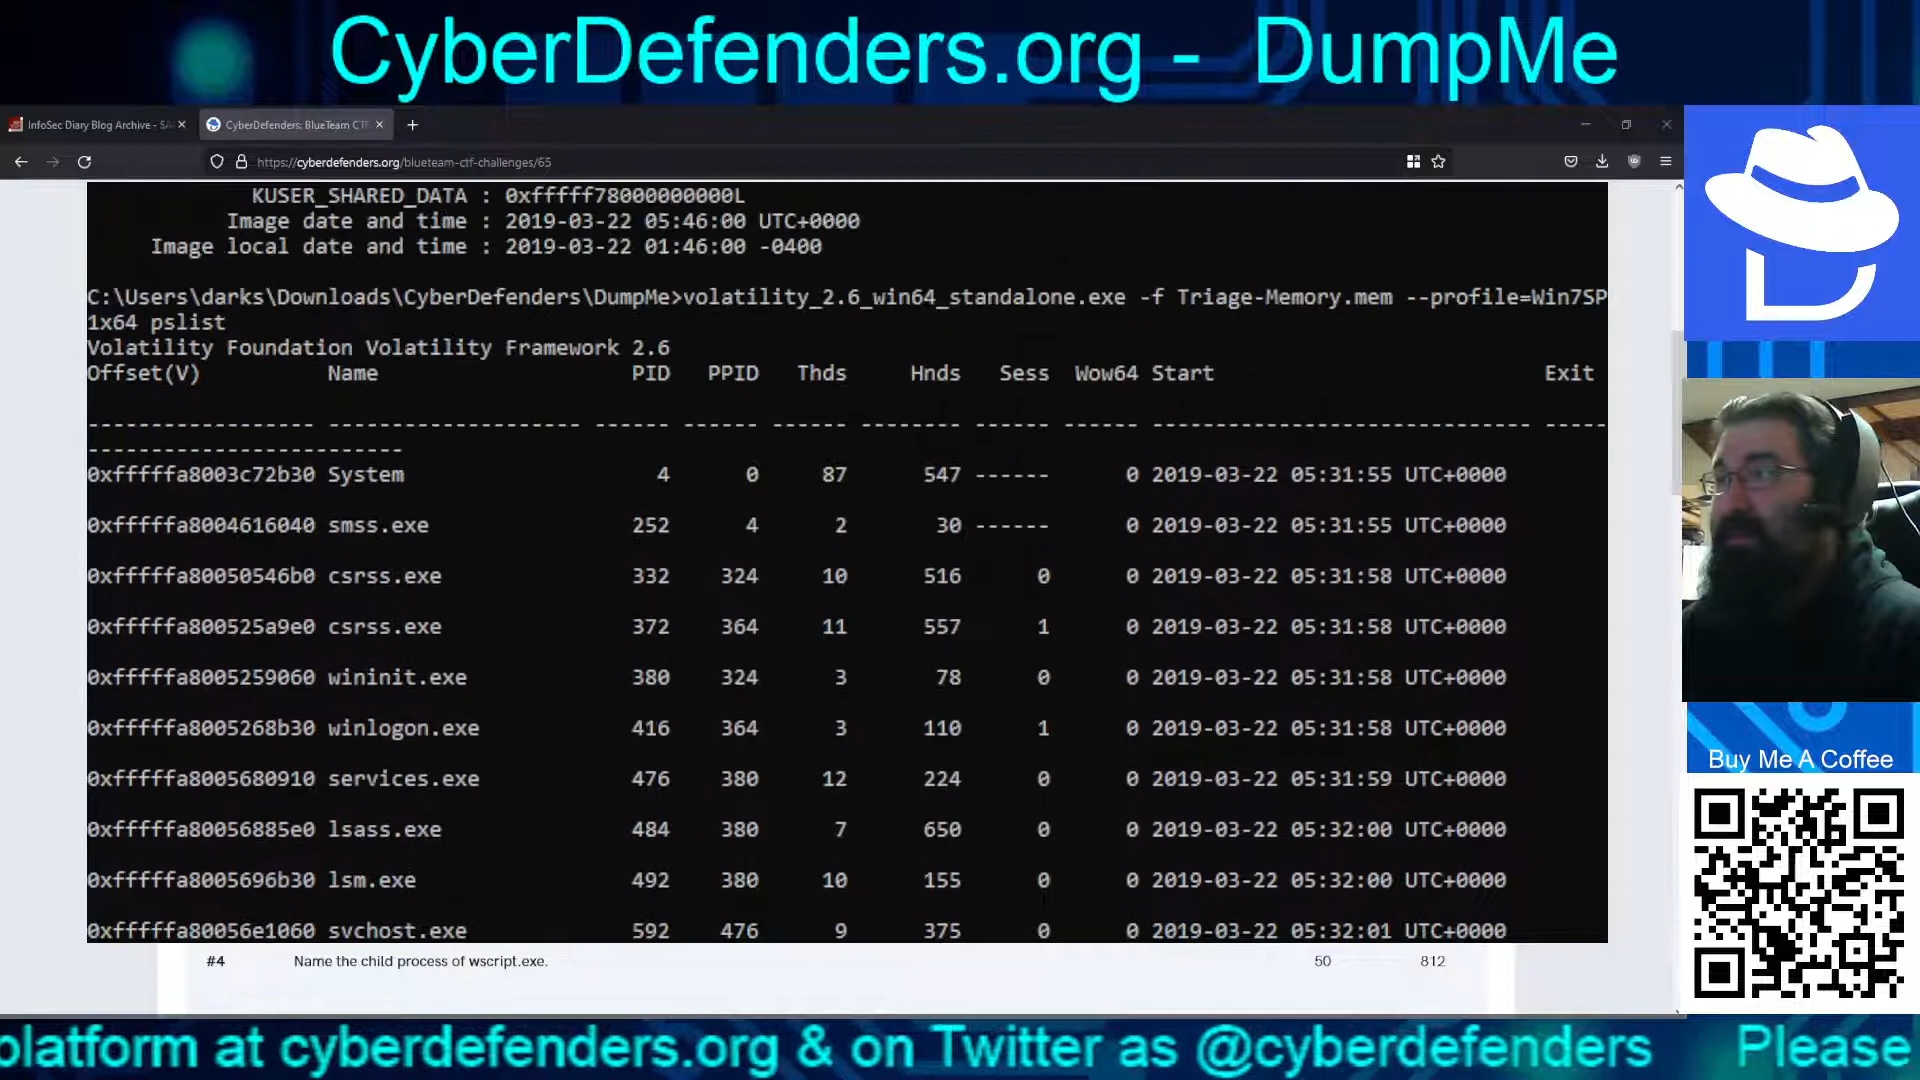 CyberDefenders.org - DumpMe
InfoSec Diary Blog Archive - SA
CyberDefenders: BlueTeam CTF
https://cyberdefenders.org/blueteam-ctf-challenges/65
KUSER_SHARED_DATA : 0xfffff78000000000L
Image date and time : 2019-03-22 05:46:00 UTC+0000
Image local date and time : 2019-03-22 01:46:00 -0400
C:\Users\darks\Downloads\CyberDefenders\DumpMe>volatility_2.6_win64_standalone.exe -f Triage-Memory.mem --profile=Win7SP
1x64 pslist
Volatility Foundation Volatility Framework 2.6
Offset(V) Name PID PPID Thds Hnds Sess Wow64 Start Exit
------------------ -------------------- ------ ------ ------ -------- ------ ------ ------------------------------ -----
-------------------------
0xfffffa8003c72b30 System 4 0 87 547 ------ 0 2019-03-22 05:31:55 UTC+0000
0xfffffa8004616040 smss.exe 252 4 2 30 ------ 0 2019-03-22 05:31:55 UTC+0000
0xfffffa80050546b0 csrss.exe 332 324 10 516 0 0 2019-03-22 05:31:58 UTC+0000
0xfffffa800525a9e0 csrss.exe 372 364 11 557 1 0 2019-03-22 05:31:58 UTC+0000
0xfffffa8005259060 wininit.exe 380 324 3 78 0 0 2019-03-22 05:31:58 UTC+0000
0xfffffa8005268b30 winlogon.exe 416 364 3 110 1 0 2019-03-22 05:31:58 UTC+0000
0xfffffa8005680910 services.exe 476 380 12 224 0 0 2019-03-22 05:31:59 UTC+0000
0xfffffa80056885e0 lsass.exe 484 380 7 650 0 0 2019-03-22 05:32:00 UTC+0000
0xfffffa8005696b30 lsm.exe 492 380 10 155 0 0 2019-03-22 05:32:00 UTC+0000
0xfffffa80056e1060 svchost.exe 592 476 9 375 0 0 2019-03-22 05:32:01 UTC+0000
#4 Name the child process of wscript.exe. 50 812
Buy Me A Coffee
platform at cyberdefenders.org & on Twitter as @cyberdefenders Please